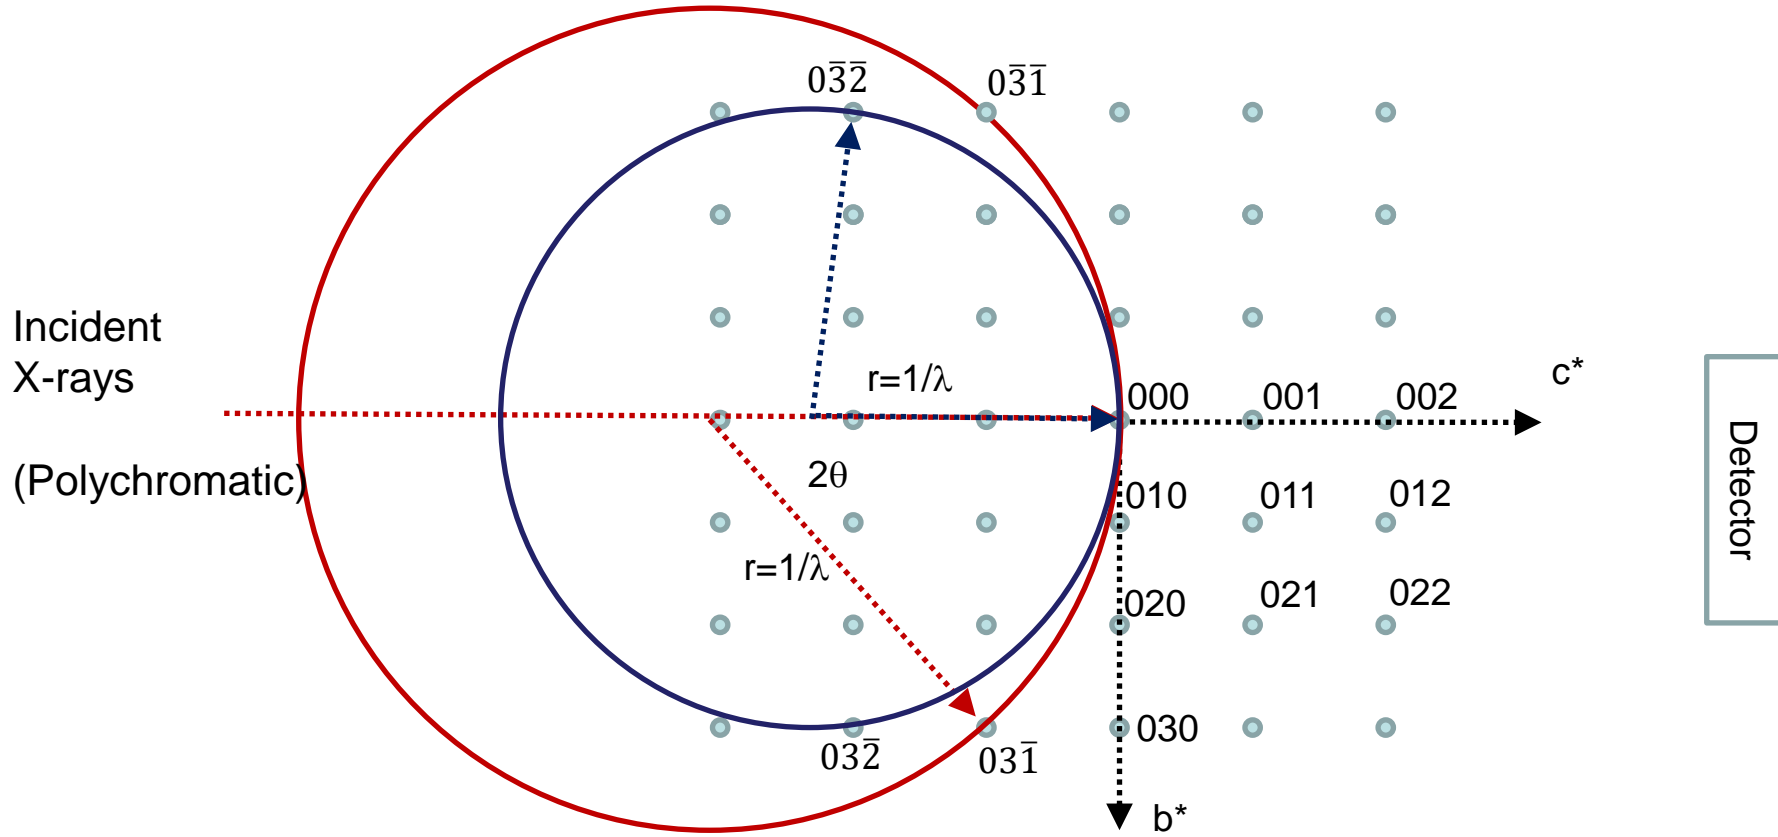 03̅2̅
03̅1̅
Incident
X-rays
(Polychromatic)
r=1/λ
000
001
002
c*
2θ
010
011
012
r=1/λ
020
021
022
030
032̅
031̅
b*
Detector